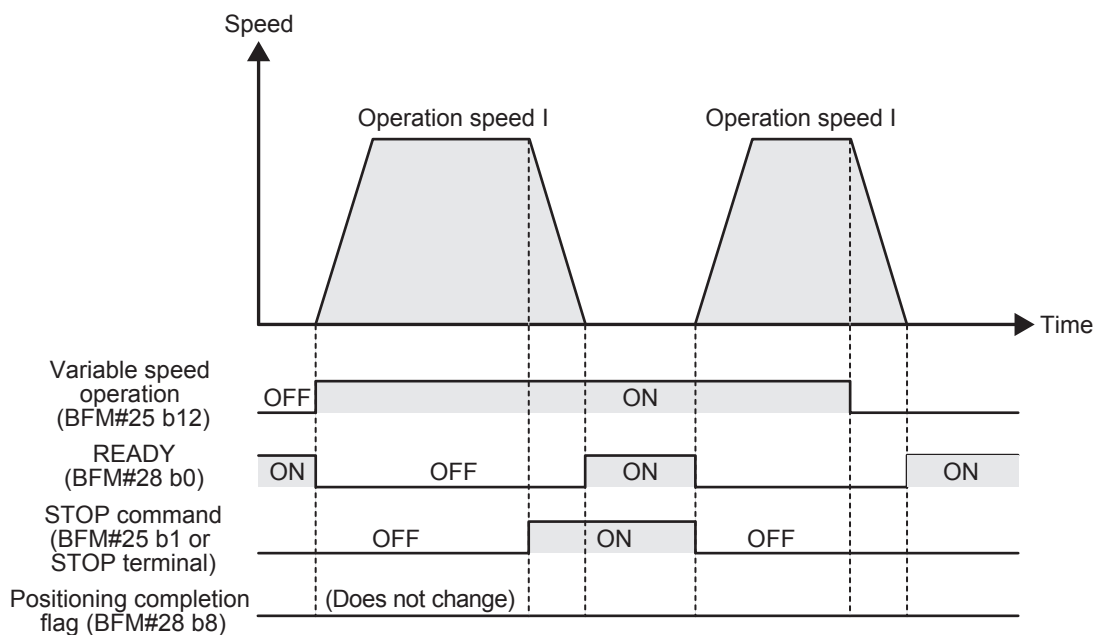 Speed
Operation speed I
Operation speed I
Time
Variable speed
operation
(BFM#25 b12)
OFF
ON
READY
(BFM#28 b0)
ON
OFF
ON
ON
STOP command
(BFM#25 b1 or
STOP terminal)
OFF
ON
OFF
Positioning completion
flag (BFM#28 b8)
(Does not change)